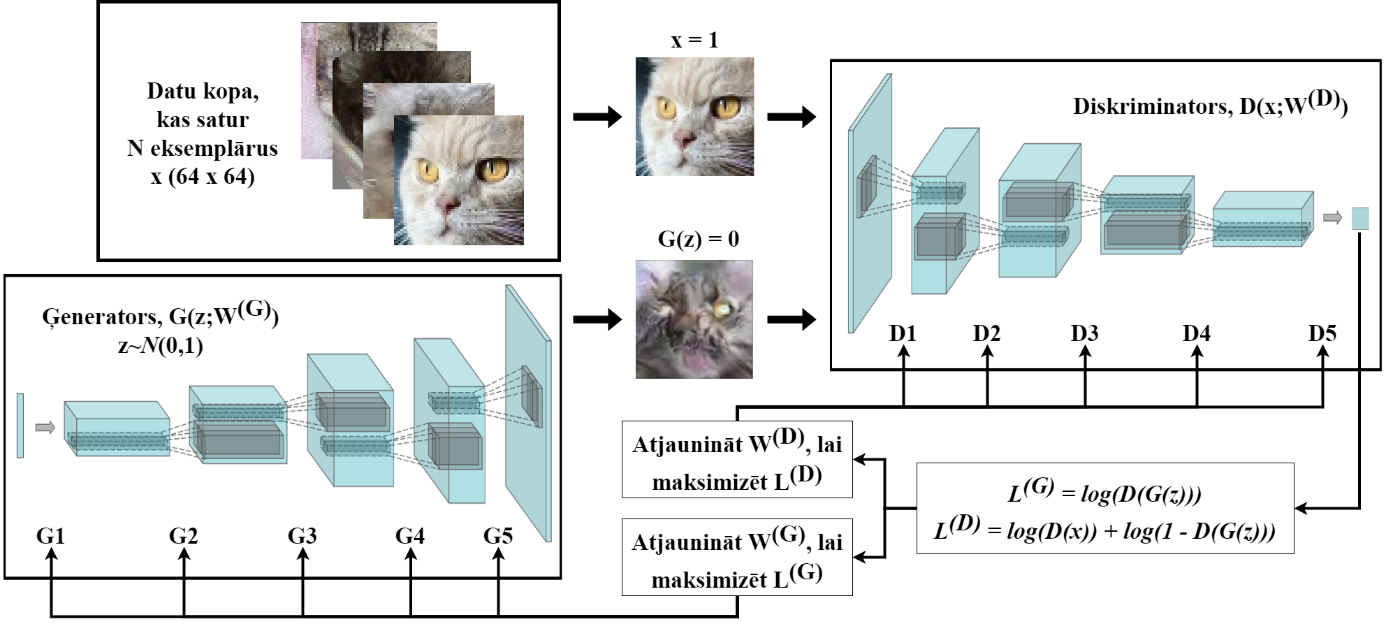 Datu kopa,
kas satur
N eksemplārus
x (64 x 64)
x = 1
Diskriminators, D(x;W(D))
G(z) = 0
Ģenerators, G(z;W(G))
z~N(0,1)
D1 D2 D3 D4 D5
Atjaunināt W(D), lai
maksimizēt L(D)
L(G) = log(D(G(z)))
L(D) = log(D(x)) + log(1 - D(G(z)))
Atjaunināt W(G), lai
maksimizēt L(G)
G1 G2 G3 G4 G5